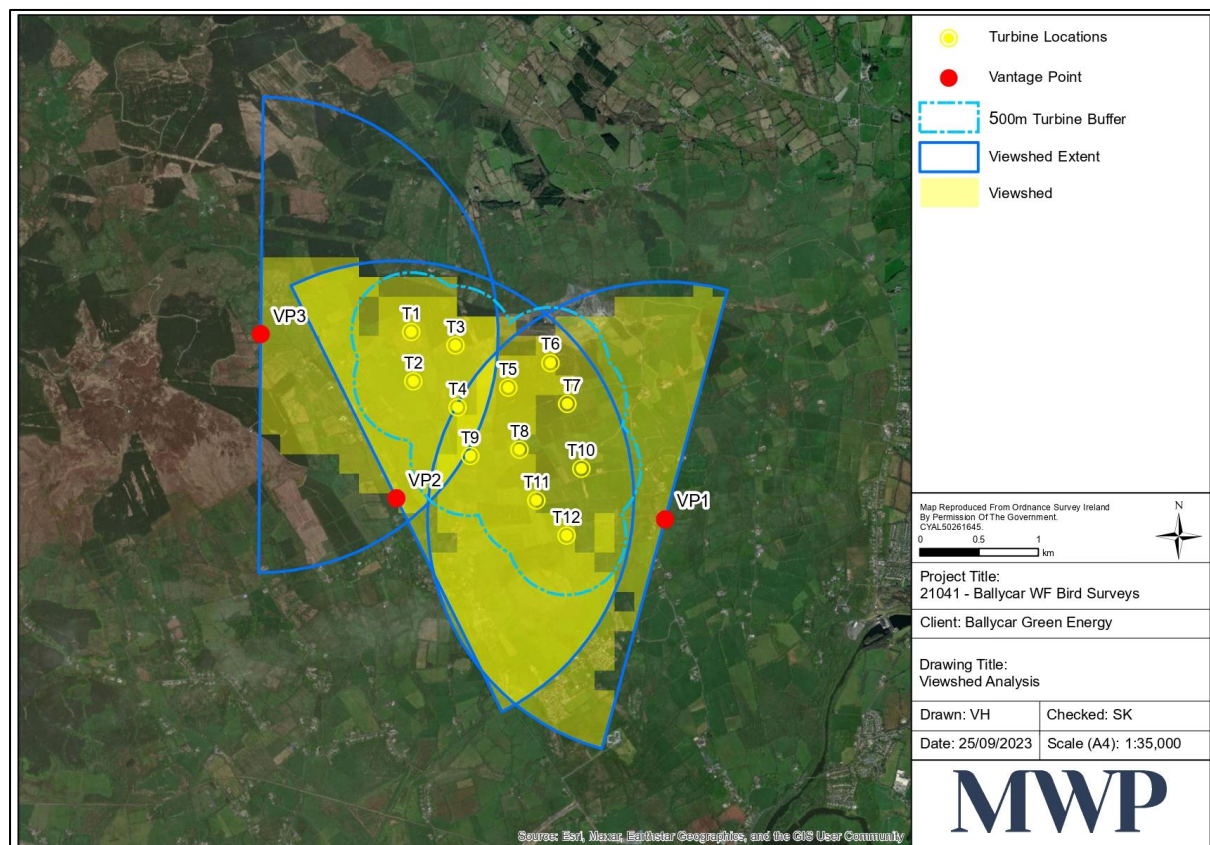 Turbine Locations
Vantage Point
500m Turbine Buffer
Viewshed Extent
Viewshed
VP3
T1
T3
T2
T6
T5
T7
T4
T9
T8
T10
VP2
T11
VP1
T12
Map Reproduced From Ordnance Survey Ireland
By Permission Of The Government.
CYAL50261645.
N
0 0.5 1
km
Project Title:
21041 - Ballycar WF Bird Surveys
Client: Ballycar Green Energy
Drawing Title:
Viewshed Analysis
Drawn: VH Checked: SK
Date: 25/09/2023 Scale (A4): 1:35,000
MWP
Source: Esri, Maxar, Earthstar Geographics, and the GIS User Community